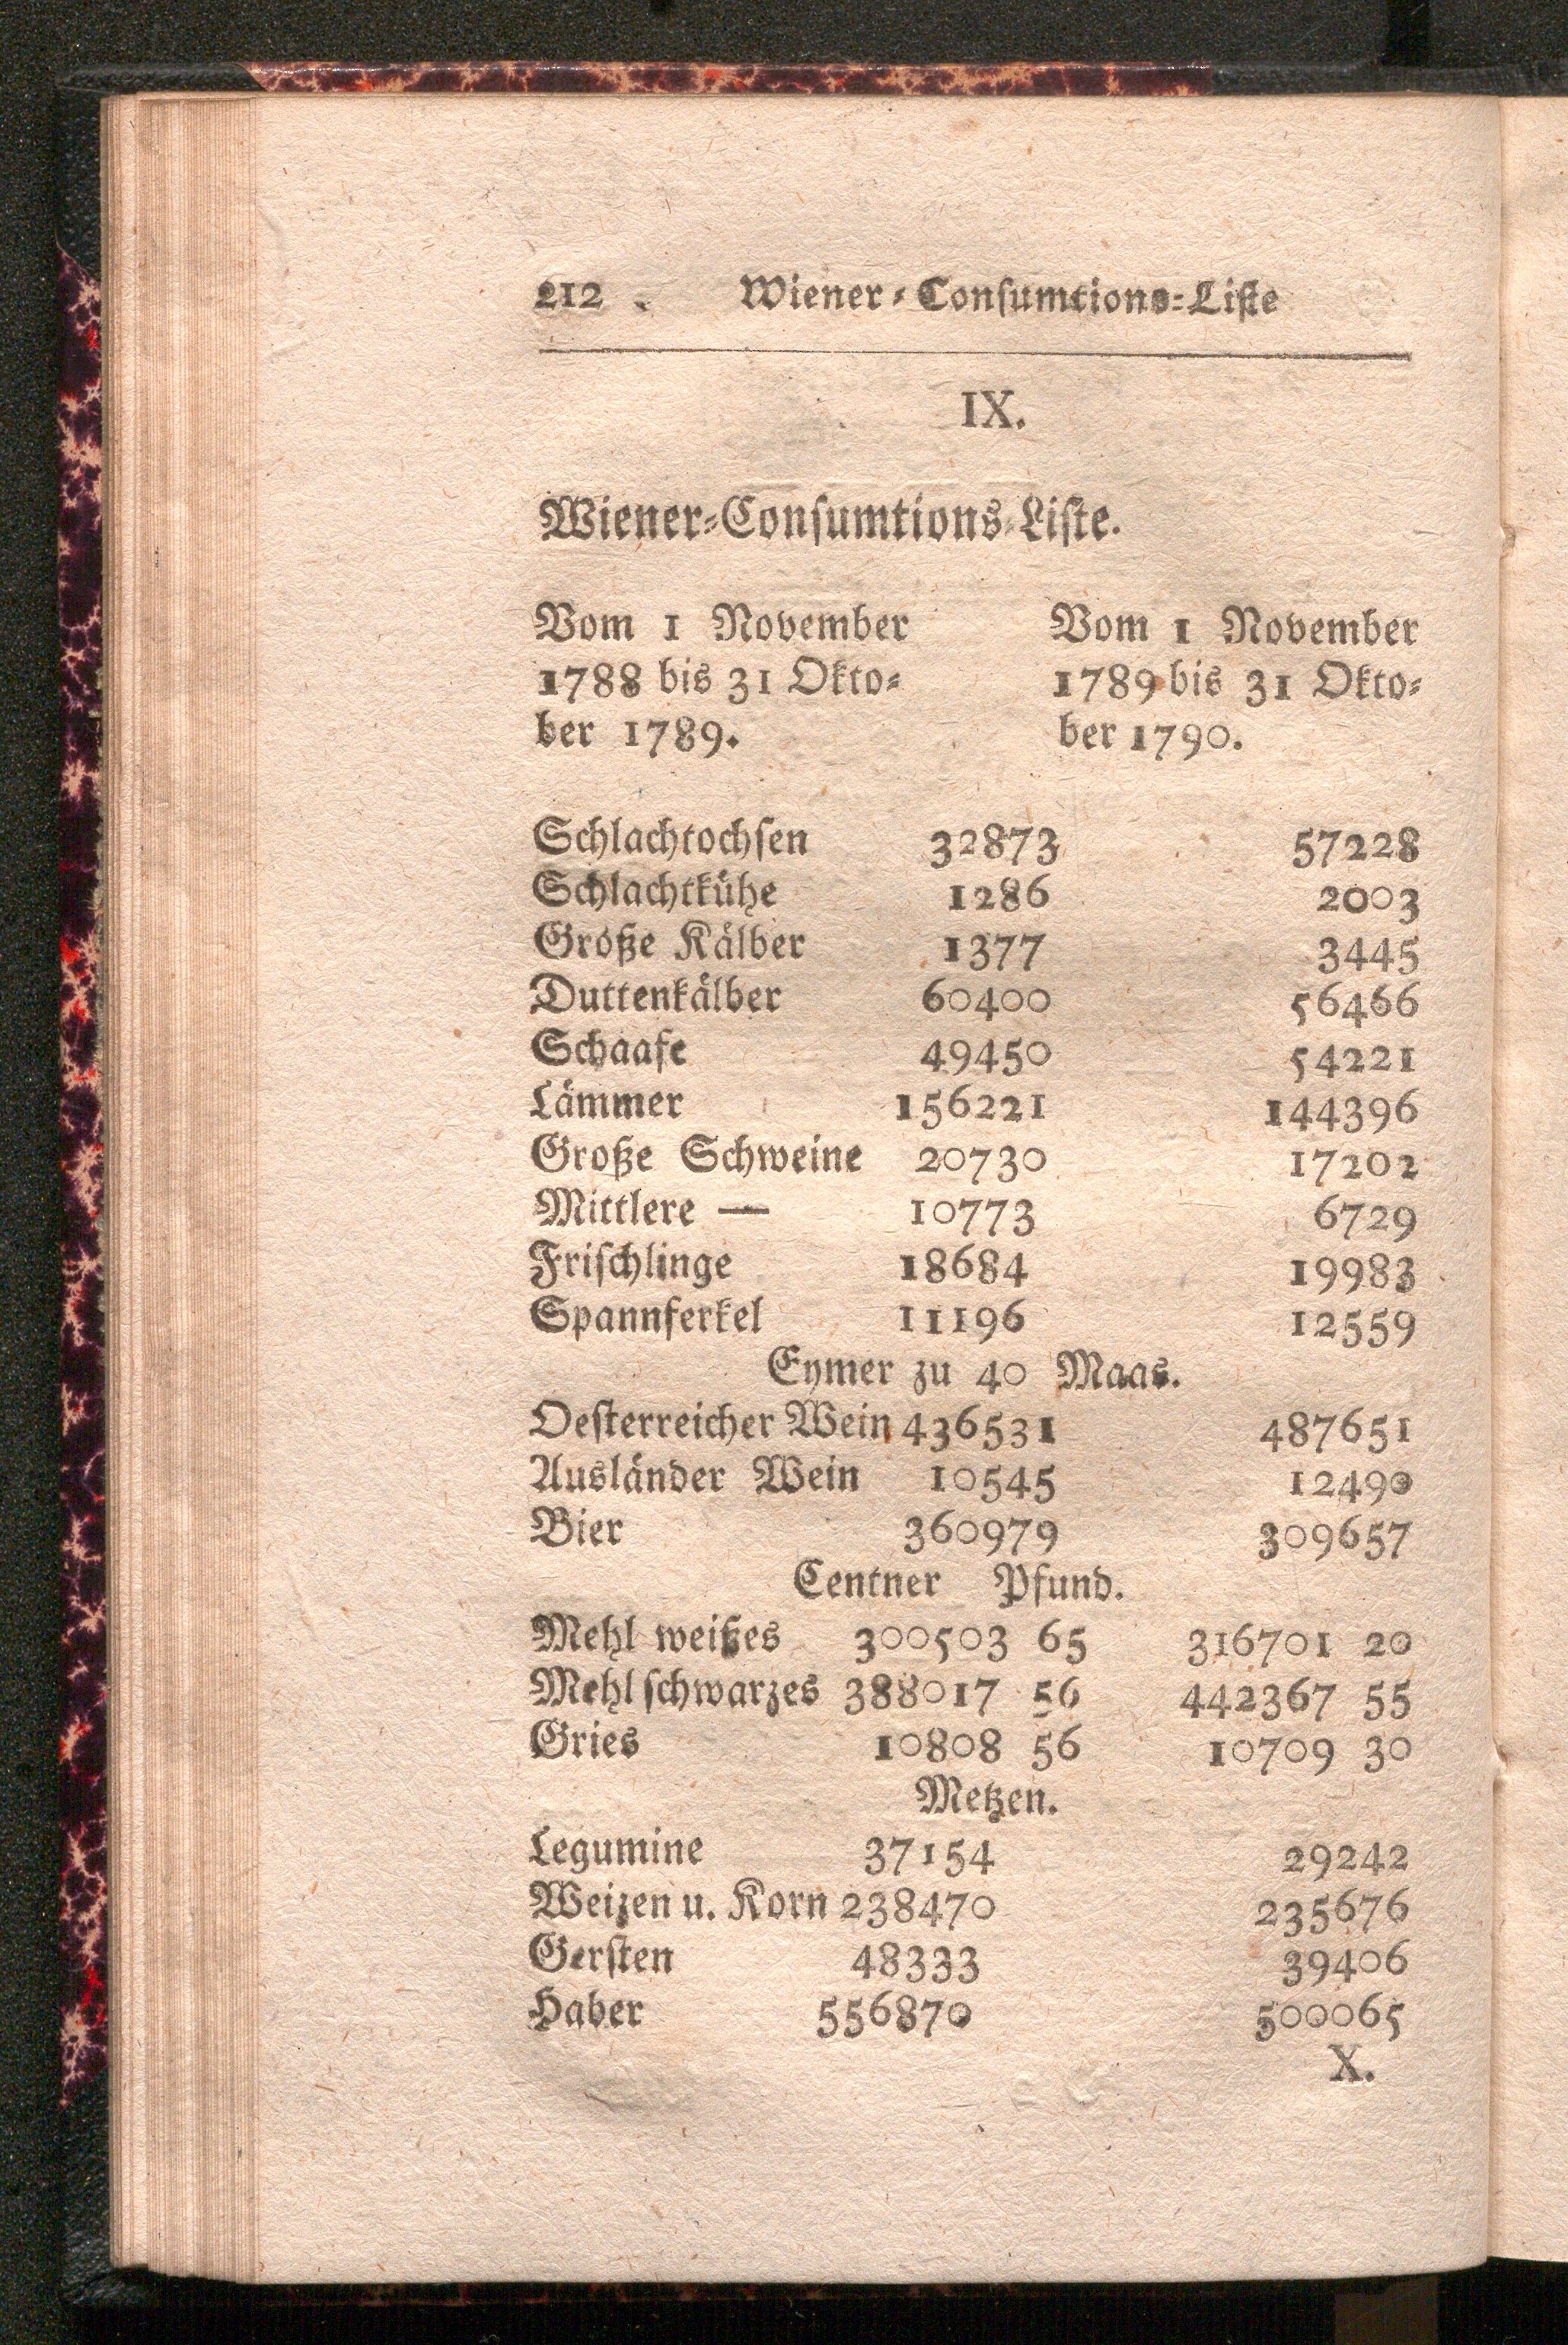 212 . Wiener-Conſumtions-Liſte
IX.
Wiener-Conſumtions-Liſte.
Vom 1 November Vom 1 November
1788 bis 31 Okto- 1789 bis 31 Okto-
ber 1789. ber 1790.
Schlachtochſen 32873 57228
Schlachtkühe 1286 2003
Große Kälber 1377 3445
Duttenkälber 60400 56466
Schaafe 49450 54221
Lämmer 156221 144396
Große Schweine 20730 17202
Mittlere — 10773 6729
Friſchlinge 18684 19983
Spannferkel 11196 12559
Eymer zu 40 Maas.
Oeſterreicher Wein 436531 487651
Ausländer Wein 10545 12490
Bier 360979 309657
Centner Pfund.
Mehl weißes 300503 65 316701 20
Mehl ſchwarzes 388017 56 442367 55
Gries 10808 56 10709 30
Metzen.
Legumine 37154 29242
Weizen u. Korn 238470 235676
Gerſten 48333 39406
Haber 556870 500065
X.